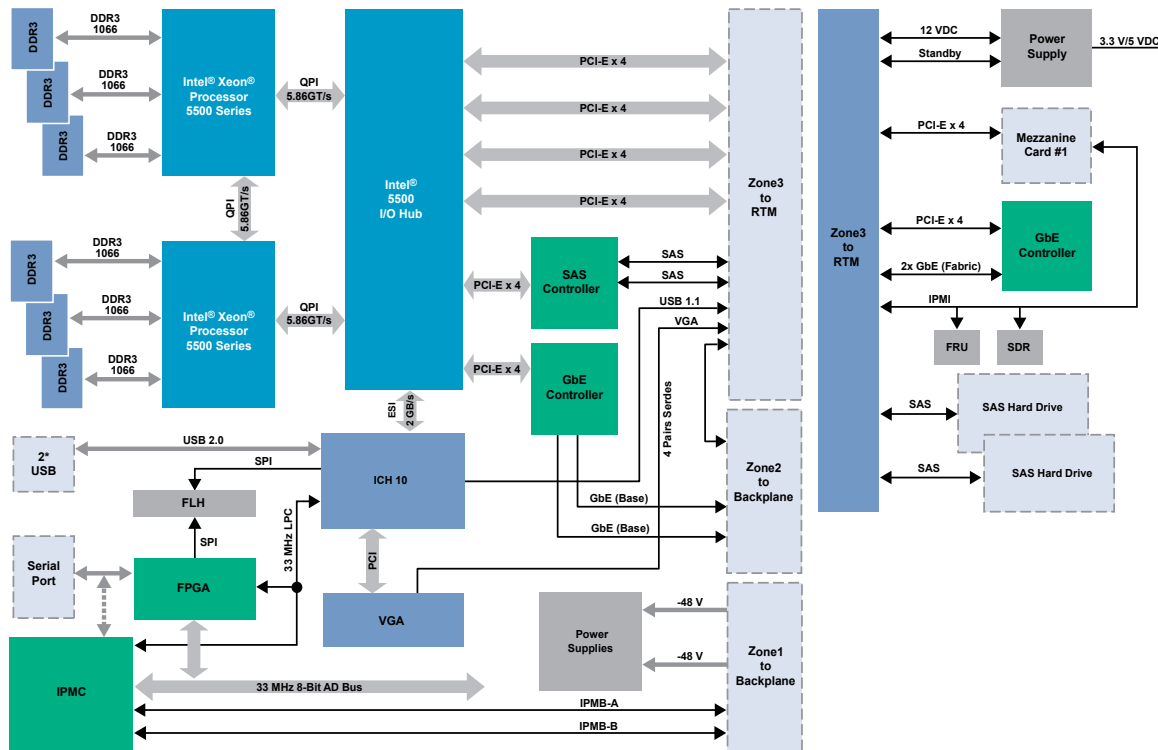 DDR3
DDR3
1066
DDR3
DDR3
1066
DDR3
DDR3
1066
Intel® Xeon®
Processor
5500 Series
QPI
5.86GT/s
QPI
5.86GT/s
DDR3
DDR3
1066
DDR3
DDR3
1066
DDR3
DDR3
1066
Intel® Xeon®
Processor
5500 Series
QPI
5.86GT/s
Intel®
5500
I/O Hub
PCI-E x 4
PCI-E x 4
PCI-E x 4
PCI-E x 4
PCI-E x 4
SAS
Controller
SAS
SAS
USB 1.1
VGA
PCI-E x 4
GbE
Controller
Zone3
to
RTM
ESI
2 GB/s
4 Pairs Serdes
2*
USB
USB 2.0
SPI
ICH 10
FLH
SPI
33 MHz LPC
GbE (Base)
GbE (Base)
Zone2
to
Backplane
Serial
Port
FPGA
PCI
VGA
IPMC
33 MHz 8-Bit AD Bus
Power
Supplies
-48 V
-48 V
Zone1
to
Backplane
IPMB-A
IPMB-B
Zone3
to
RTM
12 VDC
Standby
Power
Supply
3.3 V/5 VDC
PCI-E x 4
Mezzanine
Card #1
PCI-E x 4
2x GbE (Fabric)
GbE
Controller
IPMI
FRU
SDR
SAS
SAS Hard Drive
SAS
SAS Hard Drive